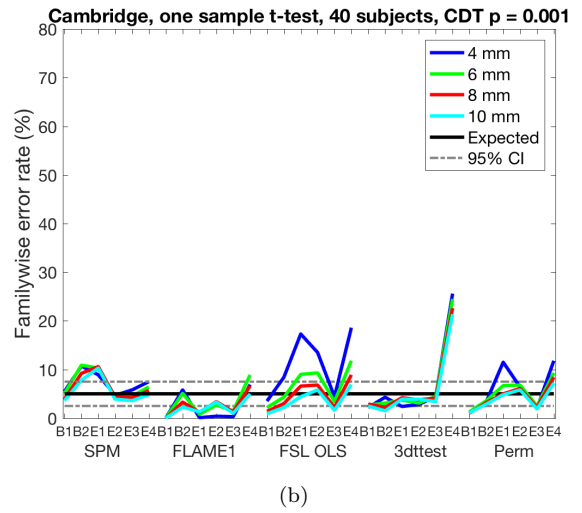 Cambridge, one sample t-test, 40 subjects, CDT p = 0.001
80
70
60
50
40
30
20
10
0
Familywise error rate (%)
4 mm
6 mm
8 mm
10 mm
Expected
95% CI
B1B2E1E2E3E4B1B2E1E2E3E4B1B2E1E2E3E4B1B2E1E2E3E4B1B2E1E2E3E4
SPM FLAME1 FSL OLS 3dttest Perm
(b)